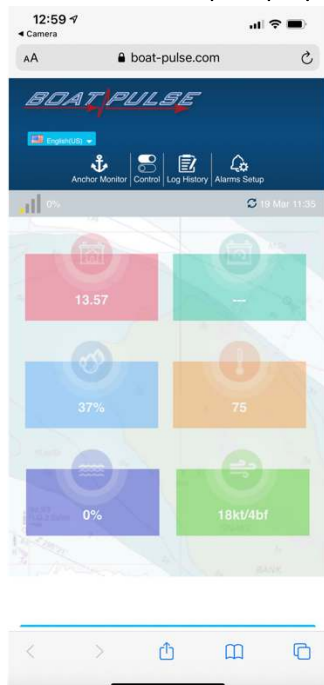 12:59
◀ Camera
AA boat-pulse.com
BOAT PULSE
English(US)
Anchor Monitor Control Log History Alarms Setup
0% 19 Mar 11:35
13.57 —
37% 75
0% 18kt/4bf
BANK